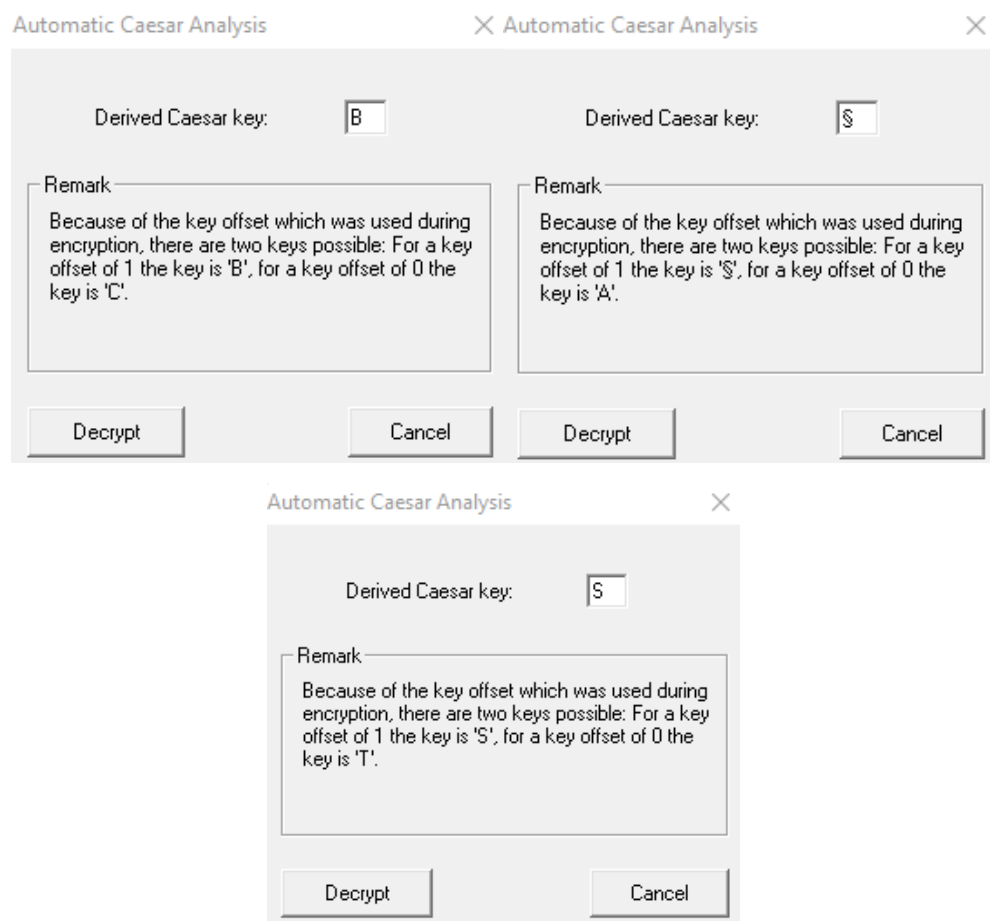 Automatic Caesar Analysis
Derived Caesar key: B
Remark
Because of the key offset which was used during
encryption, there are two keys possible: For a key
offset of 1 the key is 'B', for a key offset of 0 the
key is 'C'.
Decrypt Cancel
Automatic Caesar Analysis
Derived Caesar key: §
Remark
Because of the key offset which was used during
encryption, there are two keys possible: For a key
offset of 1 the key is '§', for a key offset of 0 the
key is 'A'.
Decrypt Cancel
Automatic Caesar Analysis
Derived Caesar key: S
Remark
Because of the key offset which was used during
encryption, there are two keys possible: For a key
offset of 1 the key is 'S', for a key offset of 0 the
key is 'T'.
Decrypt Cancel